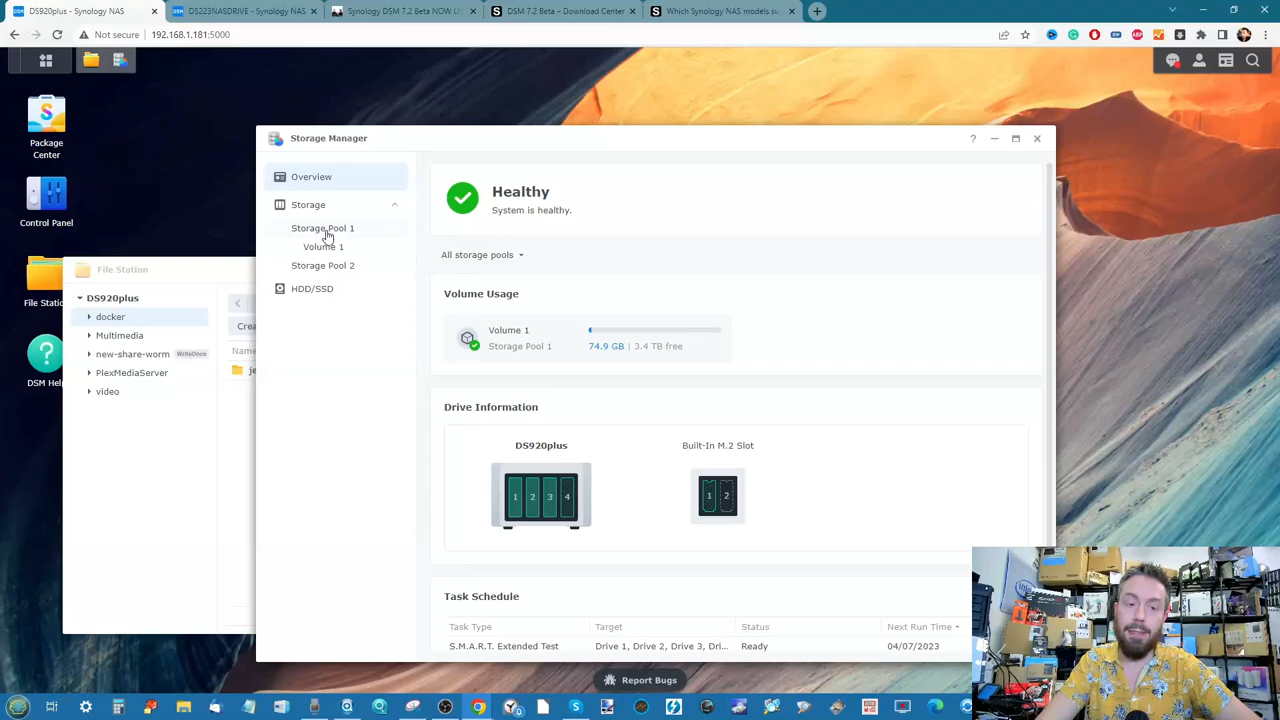 DS920plus - Synology NAS
DS223NASDRIVE - Synology NAS
Synology DSM 7.2 Beta NOW LI
DSM 7.2 Beta – Download Center
Which Synology NAS models su
Not secure
192.168.1.181:5000
Package
Center
Control Panel
File Statio
DSM Help
File Station
DS920plus
docker
Multimedia
new-share-worm WriteOnce
PlexMediaServer
video
Crea
Name
je
Storage Manager
Overview
Storage
Storage Pool 1
Volume 1
Storage Pool 2
HDD/SSD
Healthy
System is healthy.
All storage pools
Volume Usage
Volume 1
Storage Pool 1
74.9 GB | 3.4 TB free
Drive Information
DS920plus
Built-In M.2 Slot
1 2 3 4
1 2
Task Schedule
Task Type Target Status Next Run Time
S.M.A.R.T. Extended Test Drive 1, Drive 2, Drive 3, Dri... Ready 04/07/2023
Report Bugs